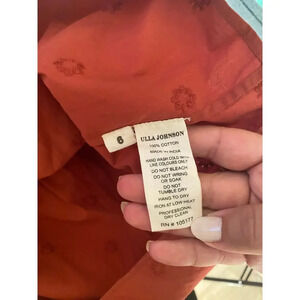 6
ULLA JOHNSON
100% COTTON
MADE IN INDIA
HAND WASH COLD WITH
LIKE COLOURS ONLY
DO NOT BLEACH
DO NOT WRING
OR SOAK
DO NOT
TUMBLE DRY
HANG TO DRY
IRON AT LOW HEAT
PROFESSIONAL
DRY CLEAN
RN # 105177